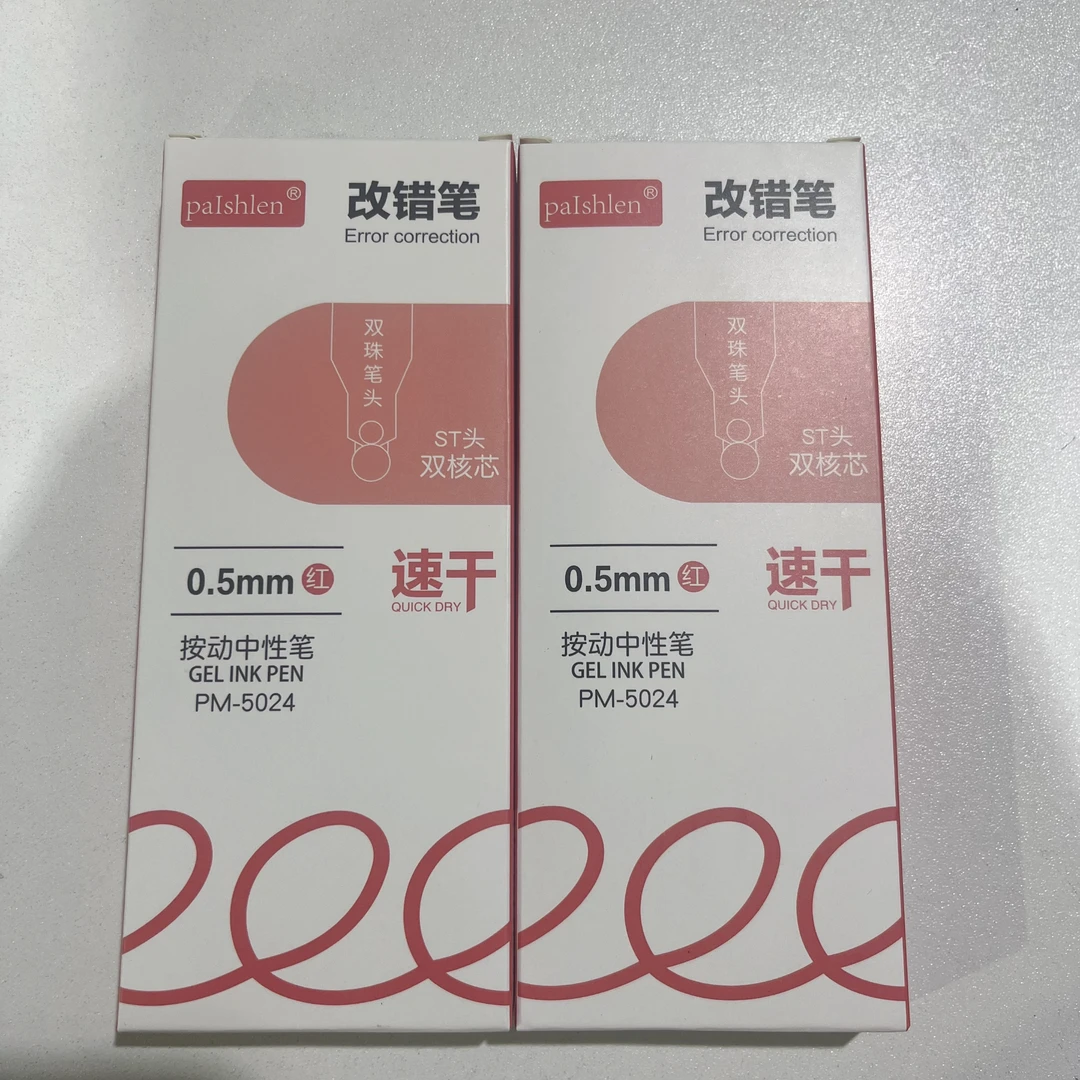 paIshlen®
改错笔
Error correction
双珠笔头
ST头
双核芯
0.5mm 红
速干
QUICK DRY
按动中性笔
GEL INK PEN
PM-5024
paIshlen®
改错笔
Error correction
双珠笔头
ST头
双核芯
0.5mm 红
速干
QUICK DRY
按动中性笔
GEL INK PEN
PM-5024